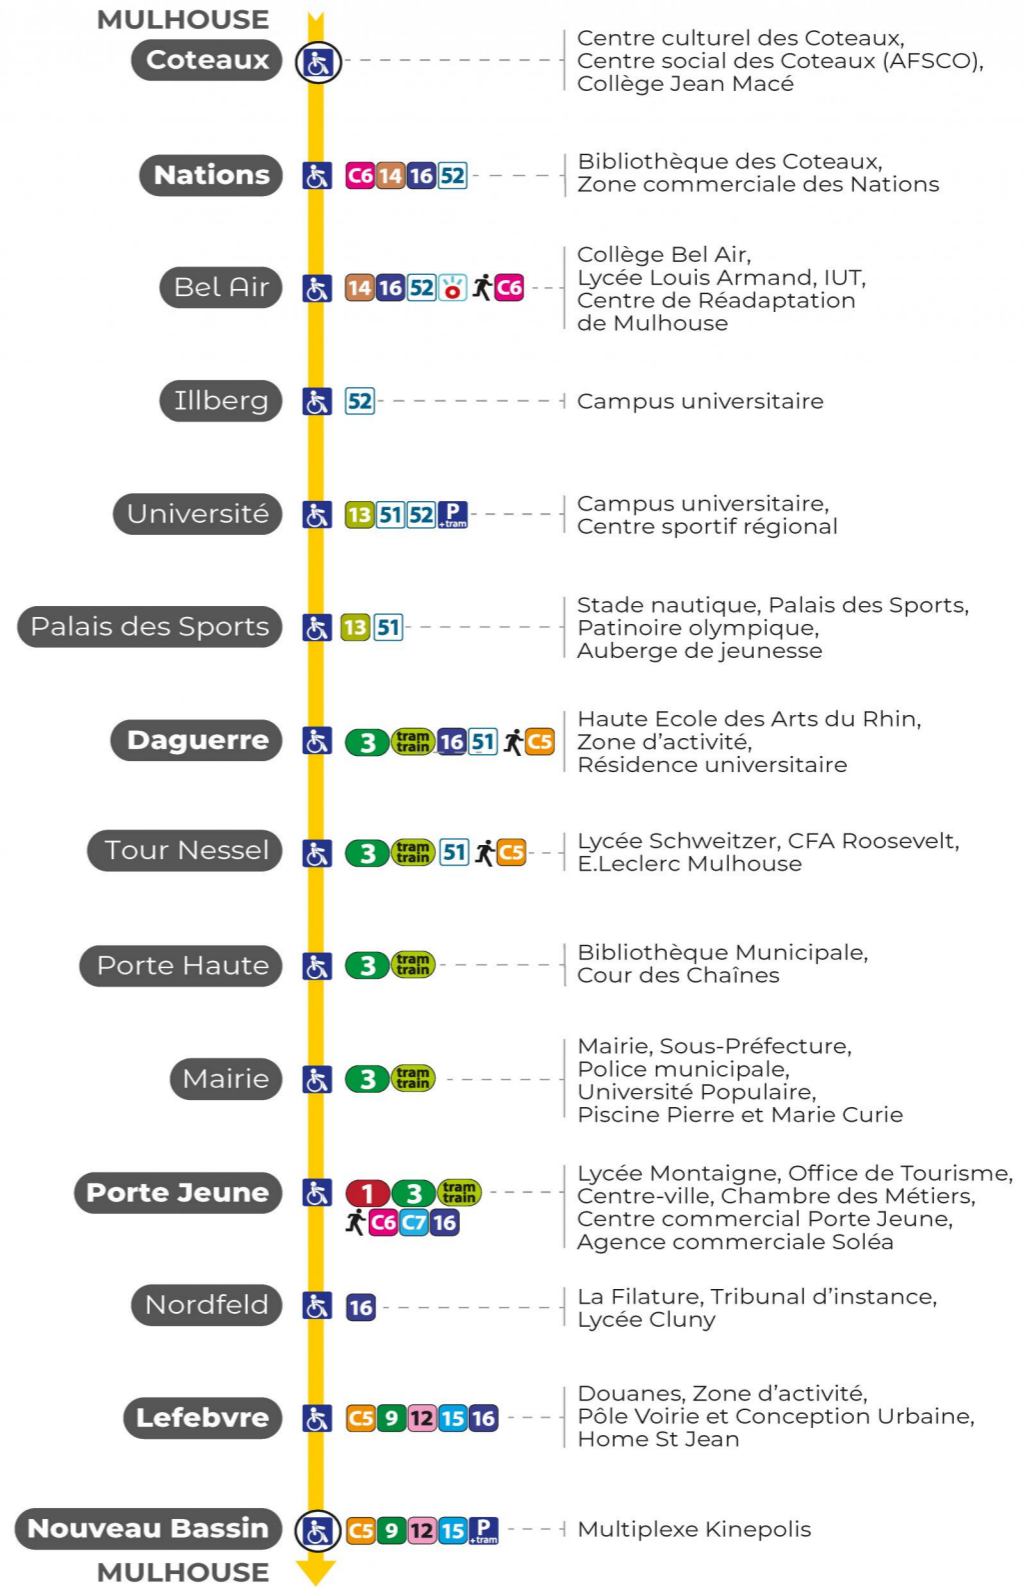 MULHOUSE
Coteaux
Centre culturel des Coteaux,
Centre social des Coteaux (AFSCO),
Collège Jean Macé
Nations
C6 14 16 52
Bibliothèque des Coteaux,
Zone commerciale des Nations
Bel Air
14 16 52 C6
Collège Bel Air,
Lycée Louis Armand, IUT,
Centre de Réadaptation
de Mulhouse
Illberg
52
Campus universitaire
Université
13 51 52 P +tram
Campus universitaire,
Centre sportif régional
Palais des Sports
13 51
Stade nautique, Palais des Sports,
Patinoire olympique,
Auberge de jeunesse
Daguerre
3 tram train 16 51 C5
Haute Ecole des Arts du Rhin,
Zone d’activité,
Résidence universitaire
Tour Nessel
3 tram train 51 C5
Lycée Schweitzer, CFA Roosevelt,
E.Leclerc Mulhouse
Porte Haute
3 tram train
Bibliothèque Municipale,
Cour des Chaînes
Mairie
3 tram train
Mairie, Sous-Préfecture,
Police municipale,
Université Populaire,
Piscine Pierre et Marie Curie
Porte Jeune
1 3 tram train
C6 C7 16
Lycée Montaigne, Office de Tourisme,
Centre-ville, Chambre des Métiers,
Centre commercial Porte Jeune,
Agence commerciale Soléa
Nordfeld
16
La Filature, Tribunal d’instance,
Lycée Cluny
Lefebvre
C5 9 12 15 16
Douanes, Zone d’activité,
Pôle Voirie et Conception Urbaine,
Home St Jean
Nouveau Bassin
C5 9 12 15 P +tram
Multiplexe Kinepolis
MULHOUSE